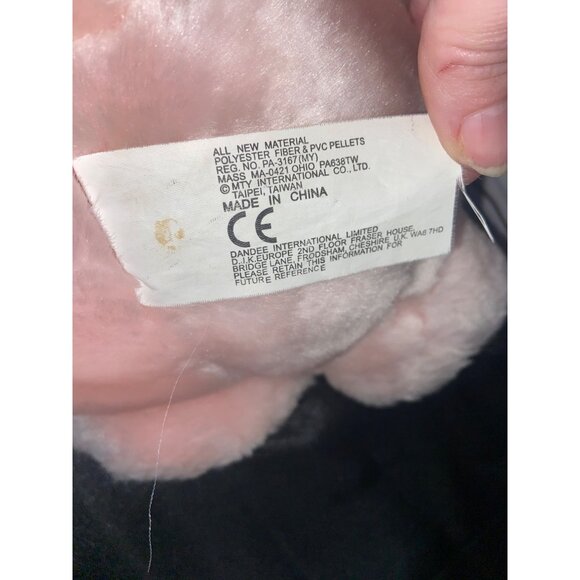 ALL NEW MATERIAL
POLYESTER FIBER & PVC PELLETS
REG. NO. PA-3167(MY)
MASS MA-0421 OHIO PA638TW
© MTY INTERNATIONAL CO., LTD.
TAIPEI, TAIWAN
MADE IN CHINA
CE
DANDEE INTERNATIONAL LIMITED
D.I.K.EUROPE 2ND FLOOR FRASER HOUSE,
BRIDGE LANE, FRODSHAM, CHESHIRE U.K. WA6 7HD
PLEASE RETAIN THIS INFORMATION FOR
FUTURE REFERENCE